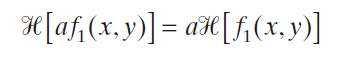 ℋ[af₁(x, y)] = aℋ[f₁(x, y)]